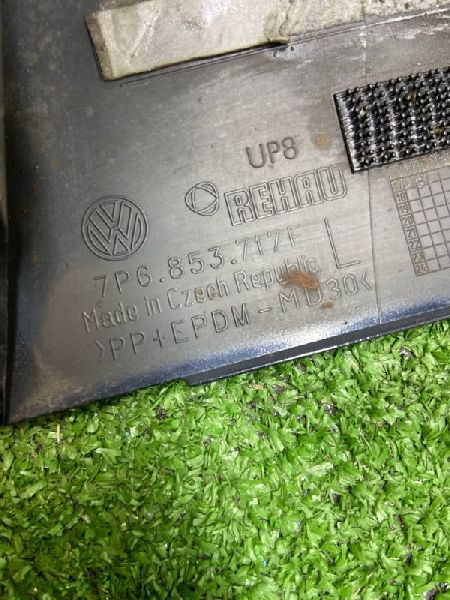 UP8
REHAU
7P6.853.717F L
Made in Czech Republic
>PP+EPDM-MD30<